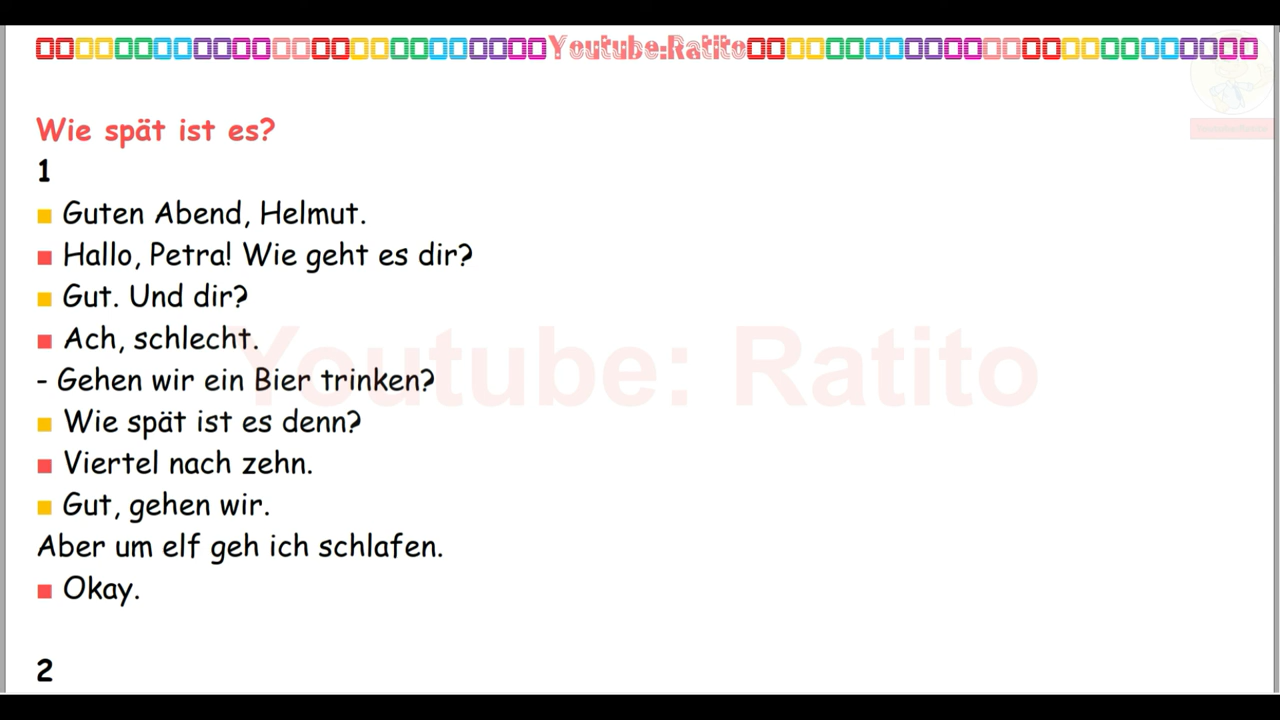 Youtube:Ratito
Wie spät ist es?
1
Guten Abend, Helmut.
Hallo, Petra! Wie geht es dir?
Gut. Und dir?
Ach, schlecht.
- Gehen wir ein Bier trinken?
Wie spät ist es denn?
Viertel nach zehn.
Gut, gehen wir.
Aber um elf geh ich schlafen.
Okay.
2
Youtube: Ratito